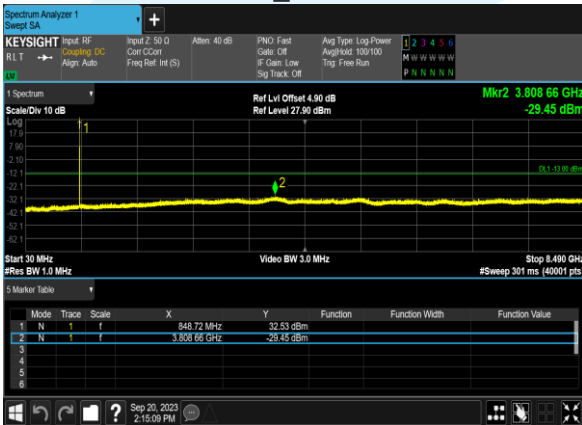 Spectrum Analyzer 1
Swept SA
KEYSIGHT Input: RF Input Z: 50 Ω Atten: 40 dB PNO: Fast Avg Type: Log-Power 1 2 3 4 5 6
RLT Coupling: DC Corr CCorr Gate: Off Avg|Hold: 100/100 M W W W W W
Align: Auto Freq Ref: Int (S) IF Gain: Low Trig: Free Run
LXI Sig Track: Off P N N N N N
1 Spectrum Ref Lvl Offset 4.90 dB Mkr2 3.808 66 GHz
Scale/Div 10 dB Ref Level 27.90 dBm -29.45 dBm
Log
1
17.9
7.90
-2.10
-12.1 DL1 -13.00 dBm
-22.1 2
-32.1
-42.1
-52.1
-62.1
Start 30 MHz Video BW 3.0 MHz Stop 8.490 GHz
#Res BW 1.0 MHz #Sweep 301 ms (40001 pts
5 Marker Table
Mode Trace Scale X Y Function Function Width Function Value
1 N 1 f 848.72 MHz 32.53 dBm
2 N 1 f 3.808 66 GHz -29.45 dBm
3
4
5
6
? Sep 20, 2023
2:15:09 PM